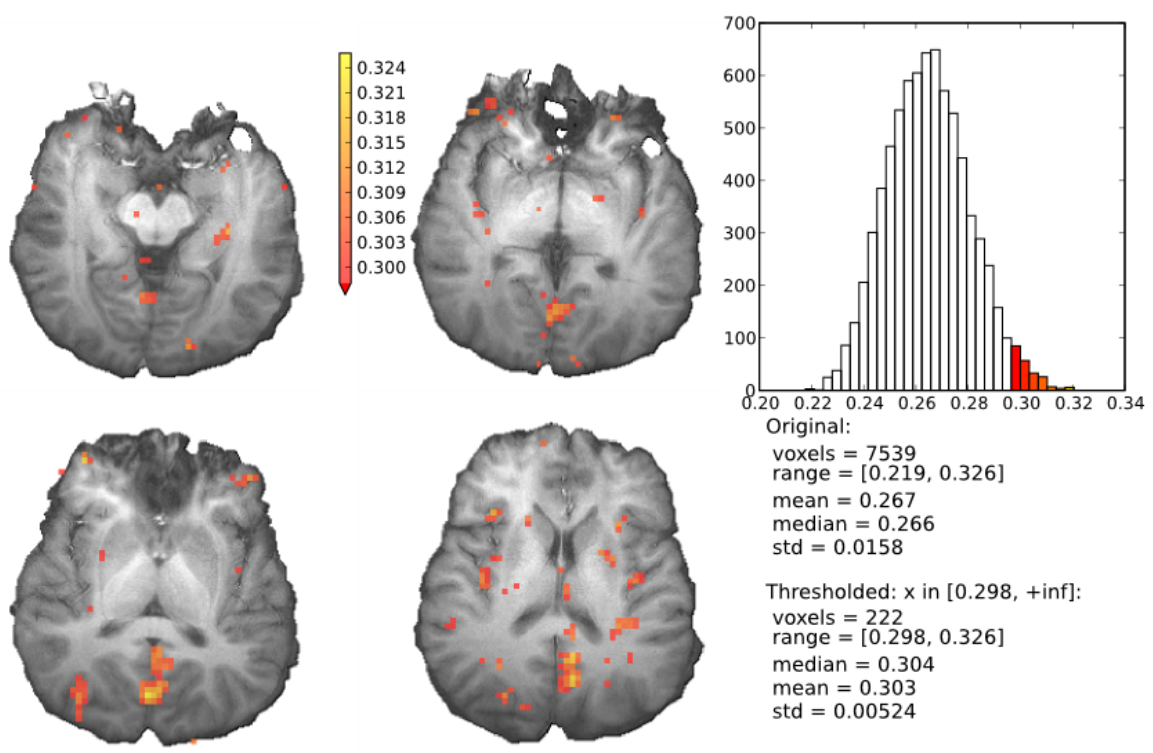 0.324
0.321
0.318
0.315
0.312
0.309
0.306
0.303
0.300
700
600
500
400
300
200
100
0
0.20 0.22 0.24 0.26 0.28 0.30 0.32 0.34
Original:
voxels = 7539
range = [0.219, 0.326]
mean = 0.267
median = 0.266
std = 0.0158
Thresholded: x in [0.298, +inf]:
voxels = 222
range = [0.298, 0.326]
median = 0.304
mean = 0.303
std = 0.00524